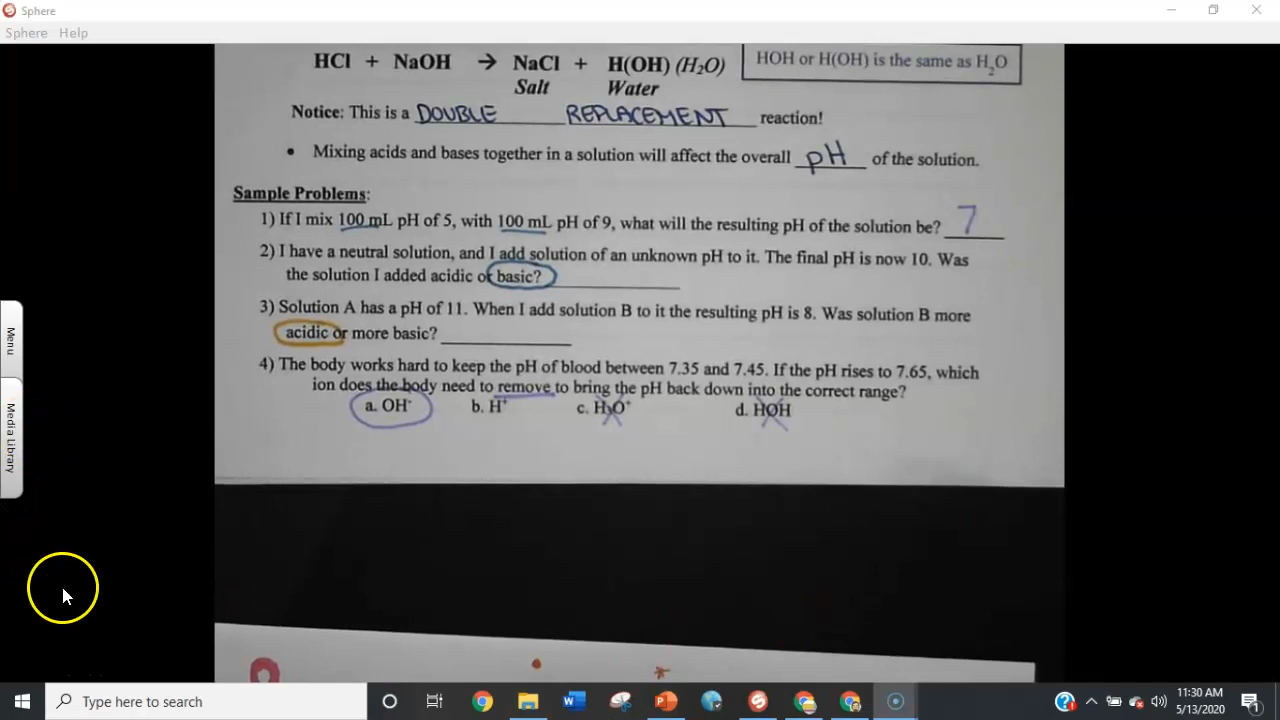 Sphere
Sphere Help
HCl + NaOH → NaCl + H(OH) (H₂O)
Salt Water
HOH or H(OH) is the same as H₂O
Notice: This is a DOUBLE REPLACEMENT reaction!
• Mixing acids and bases together in a solution will affect the overall pH of the solution.
Sample Problems:
1) If I mix 100 mL pH of 5, with 100 mL pH of 9, what will the resulting pH of the solution be? 7
2) I have a neutral solution, and I add solution of an unknown pH to it. The final pH is now 10. Was
the solution I added acidic or basic?
3) Solution A has a pH of 11. When I add solution B to it the resulting pH is 8. Was solution B more
acidic or more basic?
4) The body works hard to keep the pH of blood between 7.35 and 7.45. If the pH rises to 7.65, which
ion does the body need to remove to bring the pH back down into the correct range?
a. OH⁻ b. H⁺ c. H₃O⁺ d. HOH
Menu
Media Library
Type here to search
11:30 AM
5/13/2020
1